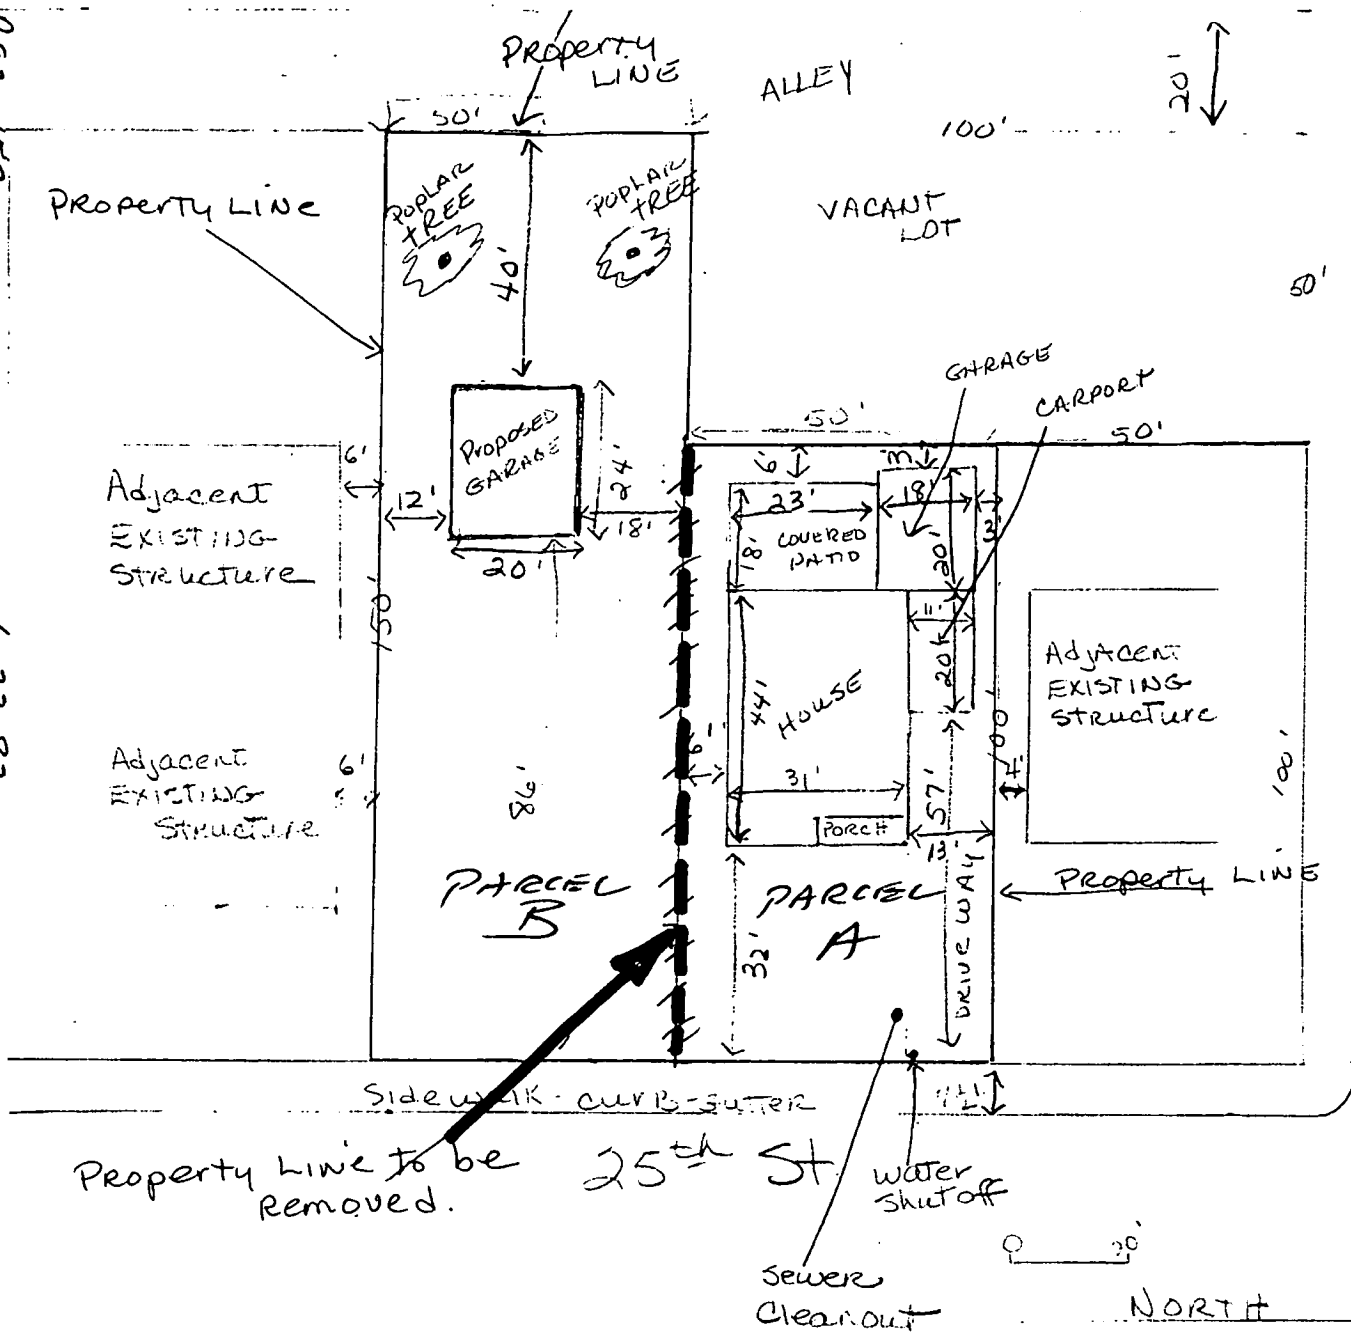 Property
LINE
ALLEY
20'
50'
100'
Property Line
POPLAR
tREE
POPLAR
tREE
VACANT
LOT
40'
50'
GARAGE
CARPORT
50'
50'
6'
Adjacent
EXISTING
Structure
12'
Proposed
GARAGE
24'
18'
20'
6'
3'
23'
18'
3'
18'
COVERED
PATIO
20'
150'
11'
20'
Adjacent
EXISTING
Structure
44'
HOUSE
100'
100'
Adjacent
EXISTING
Structure
6'
86'
6'
31'
57'
4'
PORCH
13'
PARCEL
B
PARCEL
A
Property LINE
32'
DRIVE WAY
Sidewalk-curb-gutter
Property Line to be
Removed.
25th St.
water
shutoff
sewer
Cleanout
0 20'
NORTH